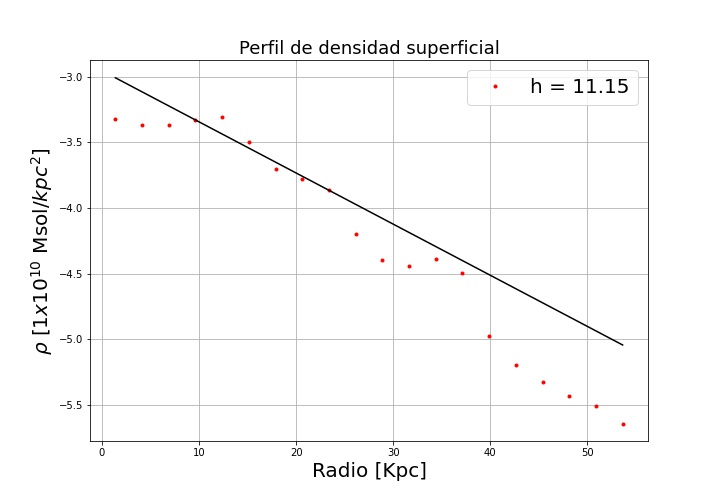 Perfil de densidad superficial
h = 11.15
ρ [1x10¹⁰ Msol/kpc²]
−3.0
−3.5
−4.0
−4.5
−5.0
−5.5
0 10 20 30 40 50
Radio [Kpc]